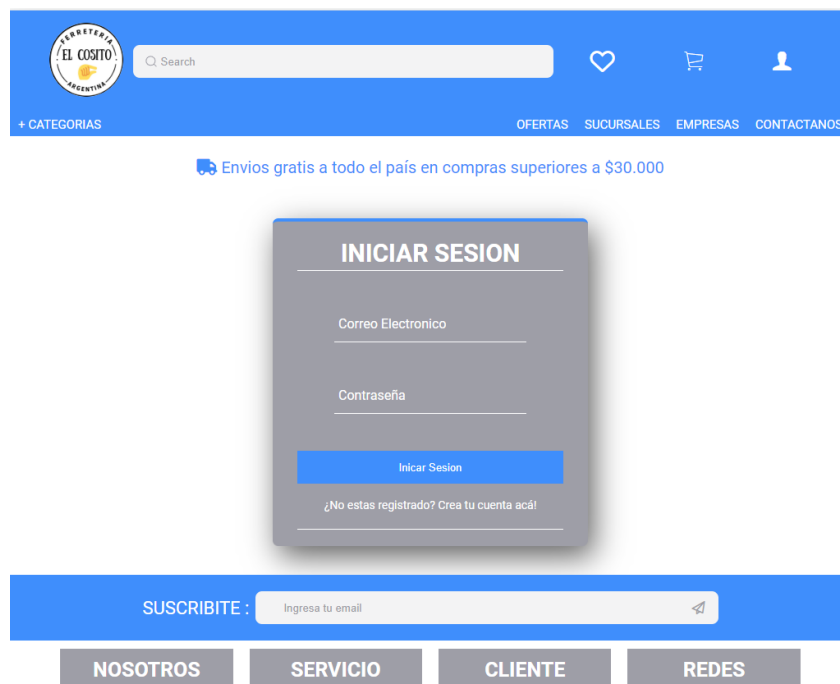 FERRETERIA
EL COSITO
ARGENTINA
Search
+ CATEGORIAS
OFERTAS SUCURSALES EMPRESAS CONTACTANOS
Envios gratis a todo el país en compras superiores a $30.000
INICIAR SESION
Correo Electronico
Contraseña
Inicar Sesion
¿No estas registrado? Crea tu cuenta acá!
SUSCRIBITE :
Ingresa tu email
NOSOTROS SERVICIO CLIENTE REDES